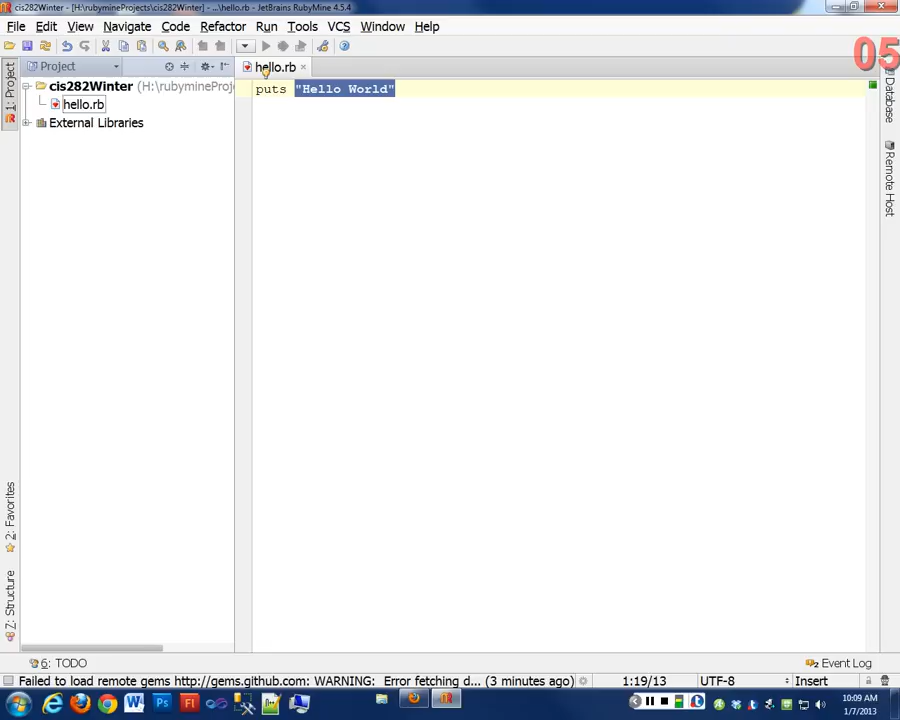 cis282Winter - [H:\rubymineProjects\cis282Winter] - ...\hello.rb - JetBrains RubyMine 4.5.4
File Edit View Navigate Code Refactor Run Tools VCS Window Help
05
1: Project
Project
hello.rb
cis282Winter (H:\rubymineProj
hello.rb
External Libraries
puts "Hello World"
Database
Remote Host
2: Favorites
Z: Structure
6: TODO
2 Event Log
Failed to load remote gems http://gems.github.com: WARNING: Error fetching d... (3 minutes ago)
1:19/13
UTF-8
Insert
10:09 AM
1/7/2013